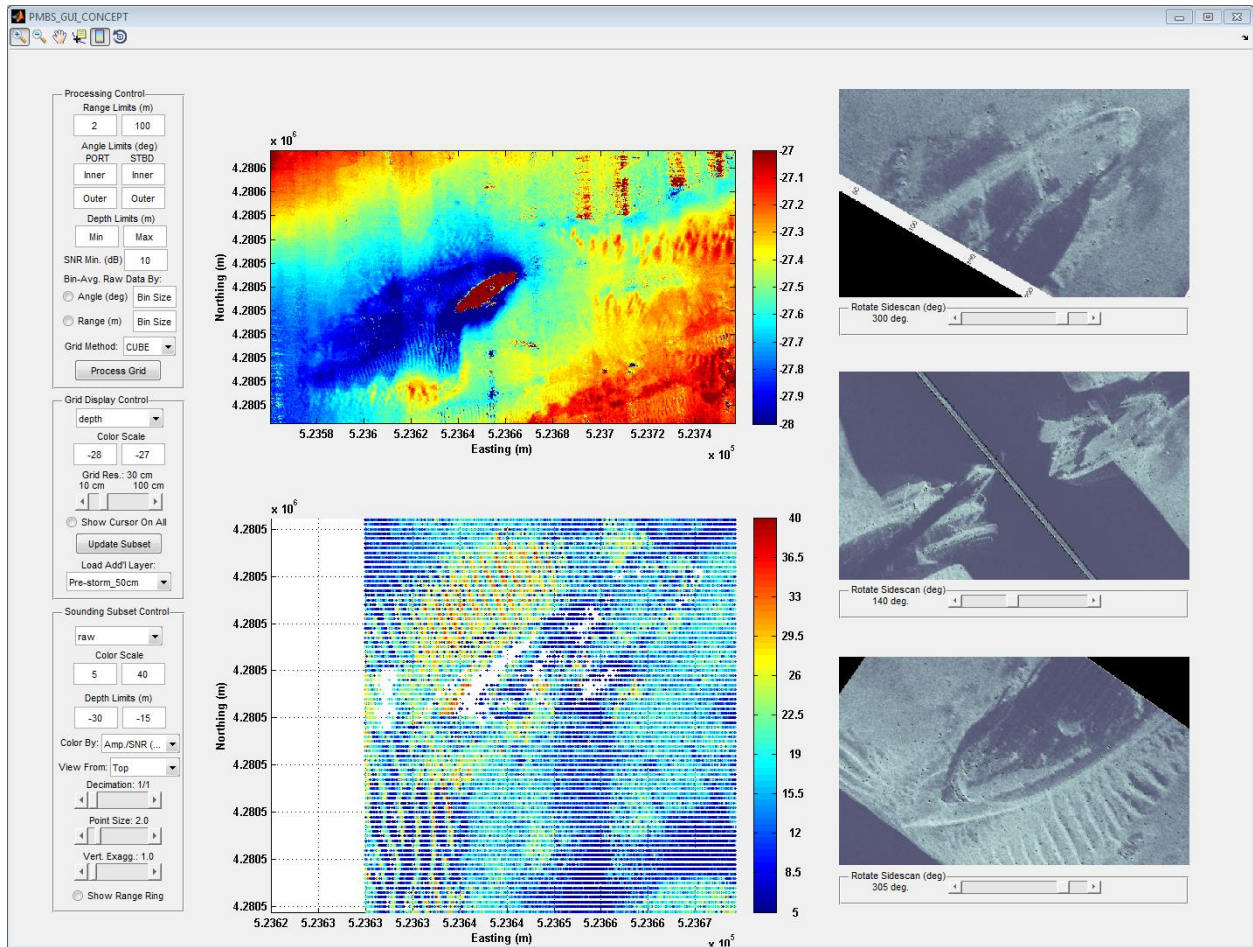 PMBS_GUI_CONCEPT
Processing Control
Range Limits (m)
2 100
Angle Limits (deg)
PORT STBD
Inner Inner
Outer Outer
Depth Limits (m)
Min Max
SNR Min. (dB) 10
Bin-Avg. Raw Data By:
Angle (deg) Bin Size
Range (m) Bin Size
Grid Method: CUBE
Process Grid
Grid Display Control
depth
Color Scale
-28 -27
Grid Res.: 30 cm
10 cm 100 cm
Show Cursor On All
Update Subset
Load Add'l Layer:
Pre-storm_50cm
Sounding Subset Control
raw
Color Scale
5 40
Depth Limits (m)
-30 -15
Color By: Amp./SNR (...
View From: Top
Decimation: 1/1
Point Size: 2.0
Vert. Exagg.: 1.0
Show Range Ring
x 10^6
4.2806
4.2806
4.2805
4.2805
4.2805
4.2805
4.2805
Northing (m)
5.2358 5.236 5.2362 5.2364 5.2366 5.2368 5.237 5.2372 5.2374
Easting (m)
x 10^5
-27
-27.1
-27.2
-27.3
-27.4
-27.5
-27.6
-27.7
-27.8
-27.9
-28
x 10^6
4.2805
4.2805
4.2805
4.2805
4.2805
4.2805
4.2805
4.2805
4.2805
Northing (m)
5.2362 5.2363 5.2363 5.2364 5.2364 5.2365 5.2365 5.2366 5.2366 5.2367
Easting (m)
x 10^5
40
36.5
33
29.5
26
22.5
19
15.5
12
8.5
5
Rotate Sidescan (deg)
300 deg.
Rotate Sidescan (deg)
140 deg.
Rotate Sidescan (deg)
305 deg.